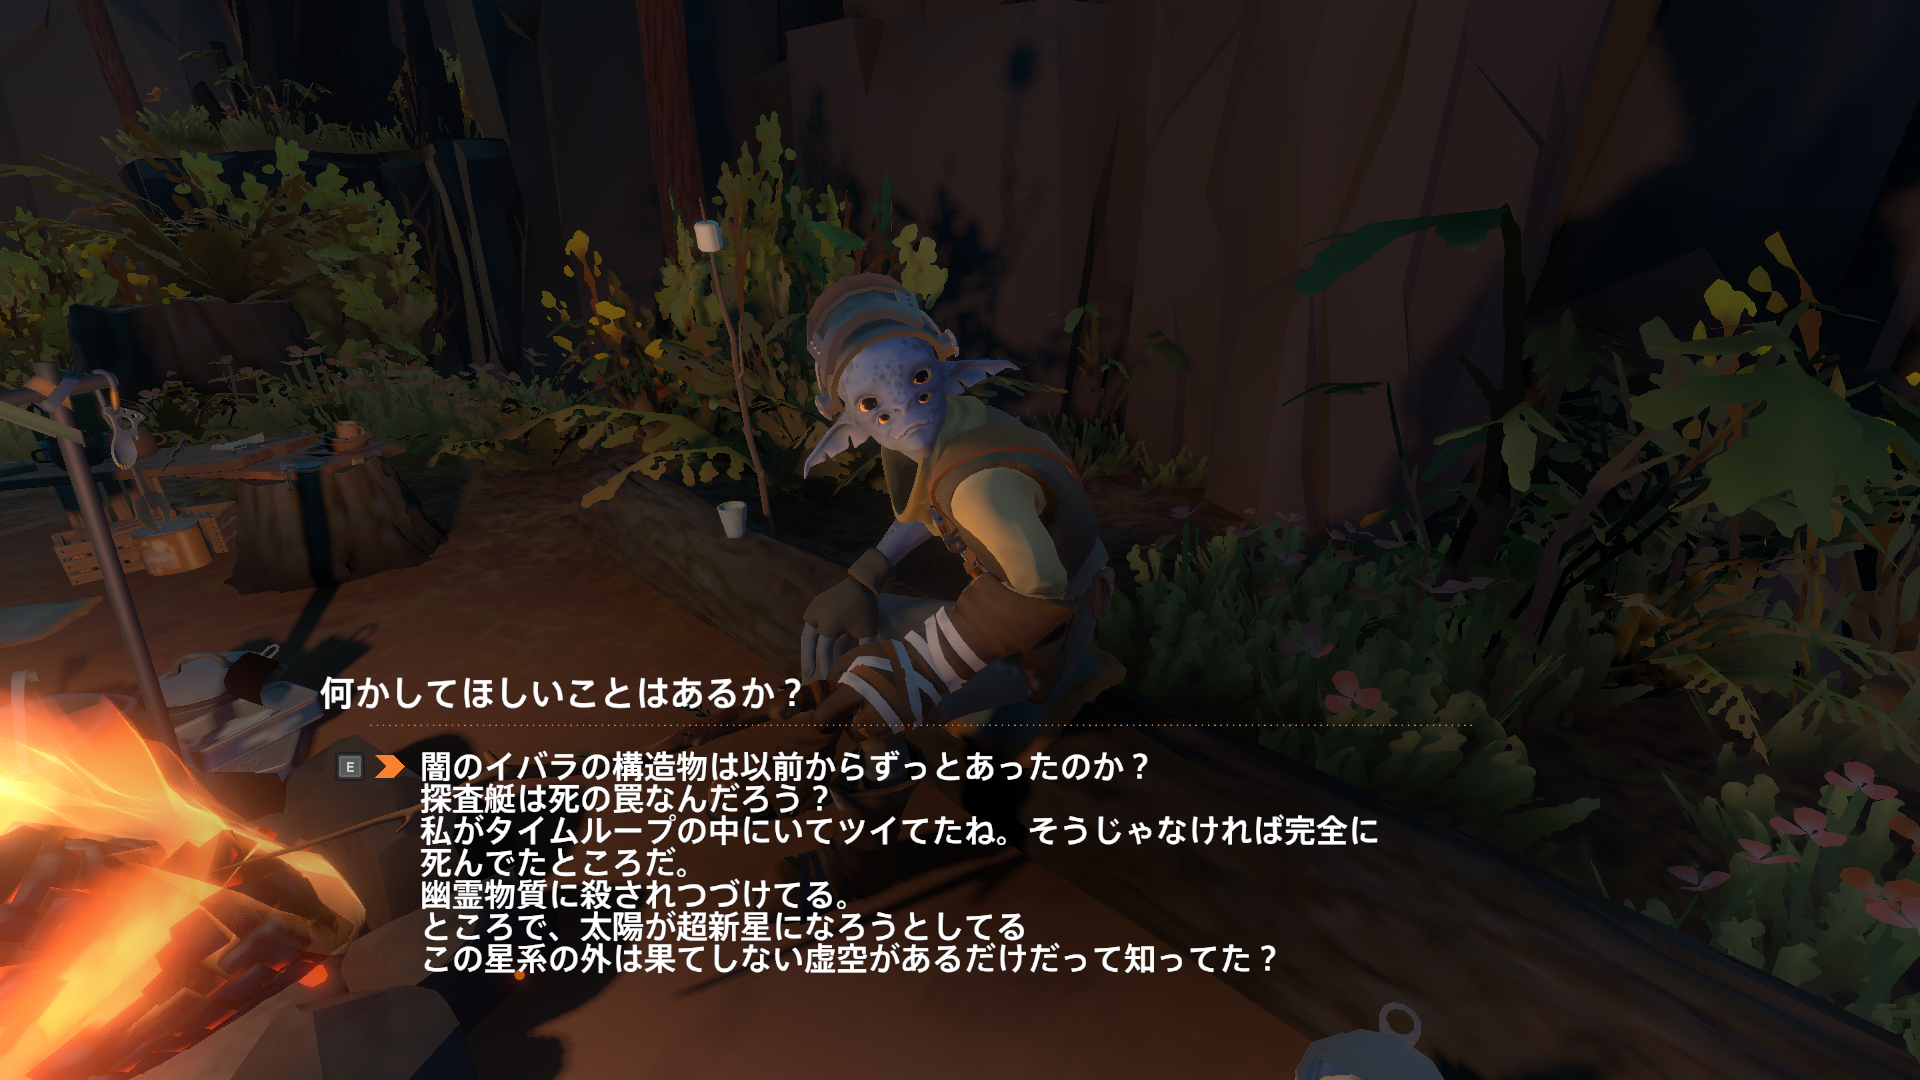 何かしてほしいことはあるか？
E
闇のイバラの構造物は以前からずっとあったのか？
探査艇は死の罠なんだろう？
私がタイムループの中にいてツイてたね。そうじゃなければ完全に
死んでたところだ。
幽霊物質に殺されつづけてる。
ところで、太陽が超新星になろうとしてる
この星系の外は果てしない虚空があるだけだって知ってた？